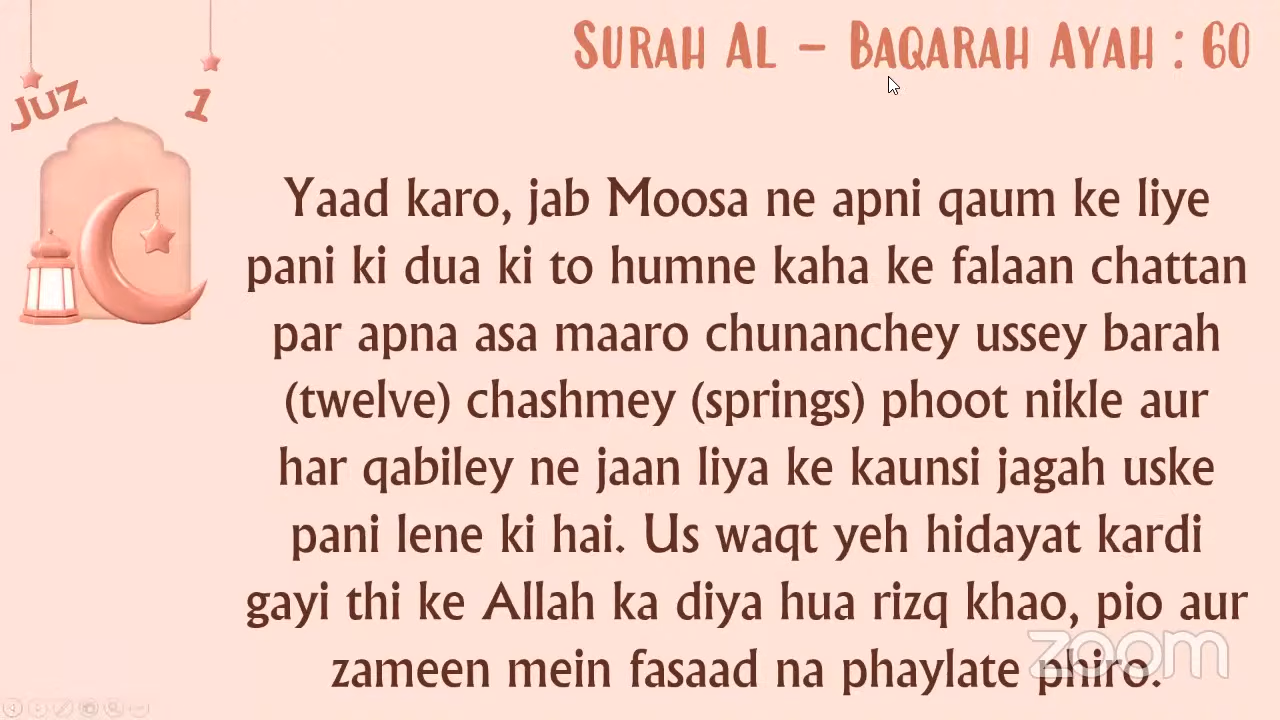 SURAH AL – BAQARAH AYAH : 60
JUZ 1
Yaad karo, jab Moosa ne apni qaum ke liye
pani ki dua ki to humne kaha ke falaan chattan
par apna asa maaro chunanchey ussey barah
(twelve) chashmey (springs) phoot nikle aur
har qabiley ne jaan liya ke kaunsi jagah uske
pani lene ki hai. Us waqt yeh hidayat kardi
gayi thi ke Allah ka diya hua rizq khao, pio aur
zameen mein fasaad na phaylate phiro.
zoom